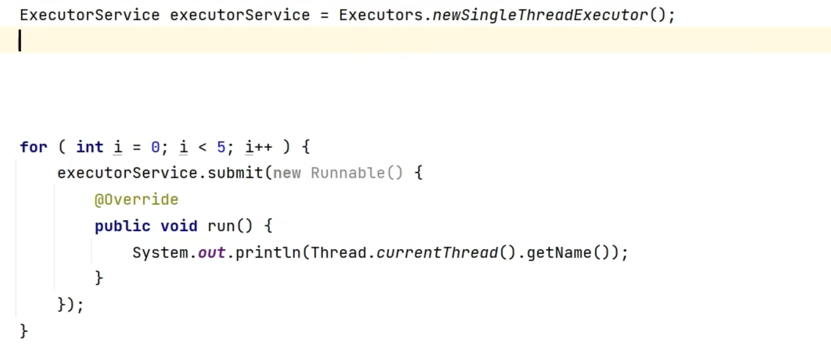 ExecutorService executorService = Executors.newSingleThreadExecutor();
for ( int i = 0; i < 5; i++ ) {
executorService.submit(new Runnable() {
@Override
public void run() {
System.out.println(Thread.currentThread().getName());
}
});
}